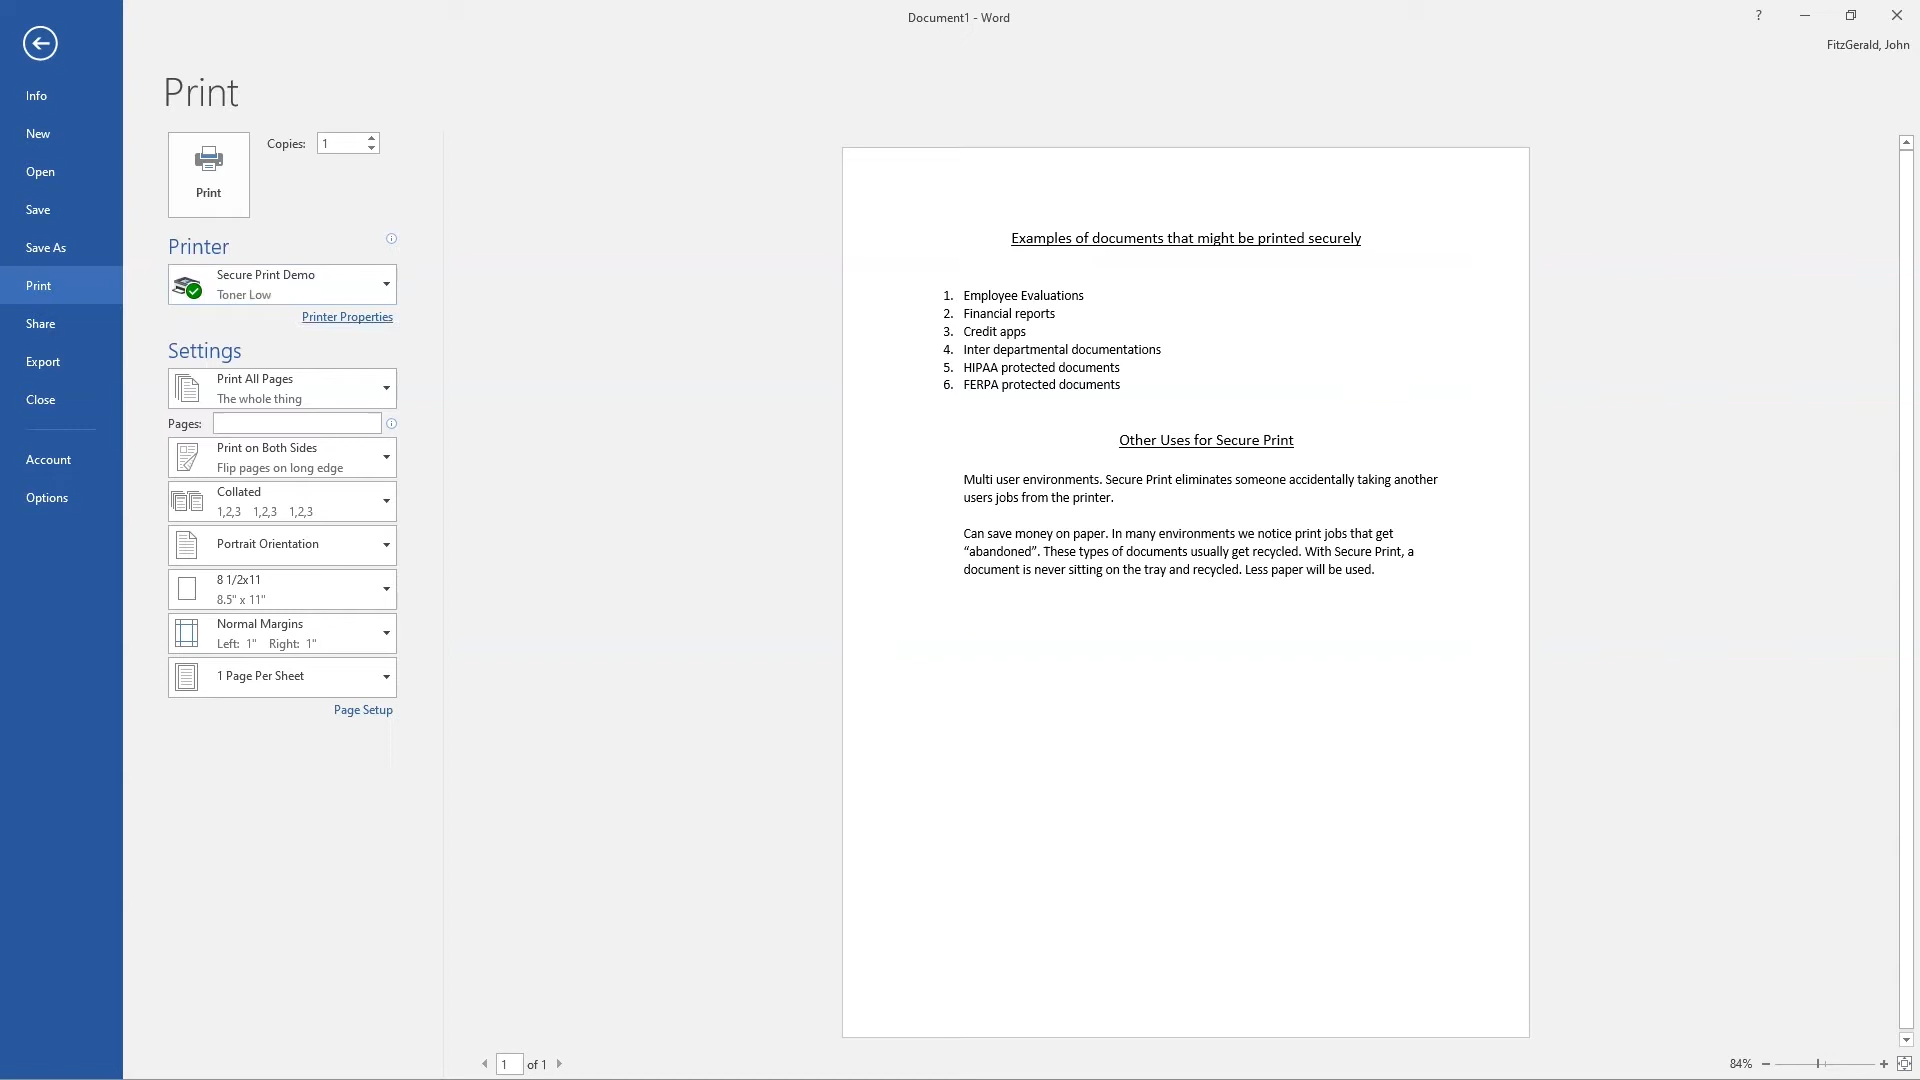 Document1 - Word
?
FitzGerald, John
Info
New
Open
Save
Save As
Print
Share
Export
Close
Account
Options
Print
Print
Copies: 1
Printer
Secure Print Demo
Toner Low
Printer Properties
Settings
Print All Pages
The whole thing
Pages:
Print on Both Sides
Flip pages on long edge
Collated
1,2,3 1,2,3 1,2,3
Portrait Orientation
8 1/2x11
8.5" x 11"
Normal Margins
Left: 1" Right: 1"
1 Page Per Sheet
Page Setup
Examples of documents that might be printed securely
1. Employee Evaluations
2. Financial reports
3. Credit apps
4. Inter departmental documentations
5. HIPAA protected documents
6. FERPA protected documents
Other Uses for Secure Print
Multi user environments. Secure Print eliminates someone accidentally taking another
users jobs from the printer.
Can save money on paper. In many environments we notice print jobs that get
“abandoned”. These types of documents usually get recycled. With Secure Print, a
document is never sitting on the tray and recycled. Less paper will be used.
1 of 1
84%